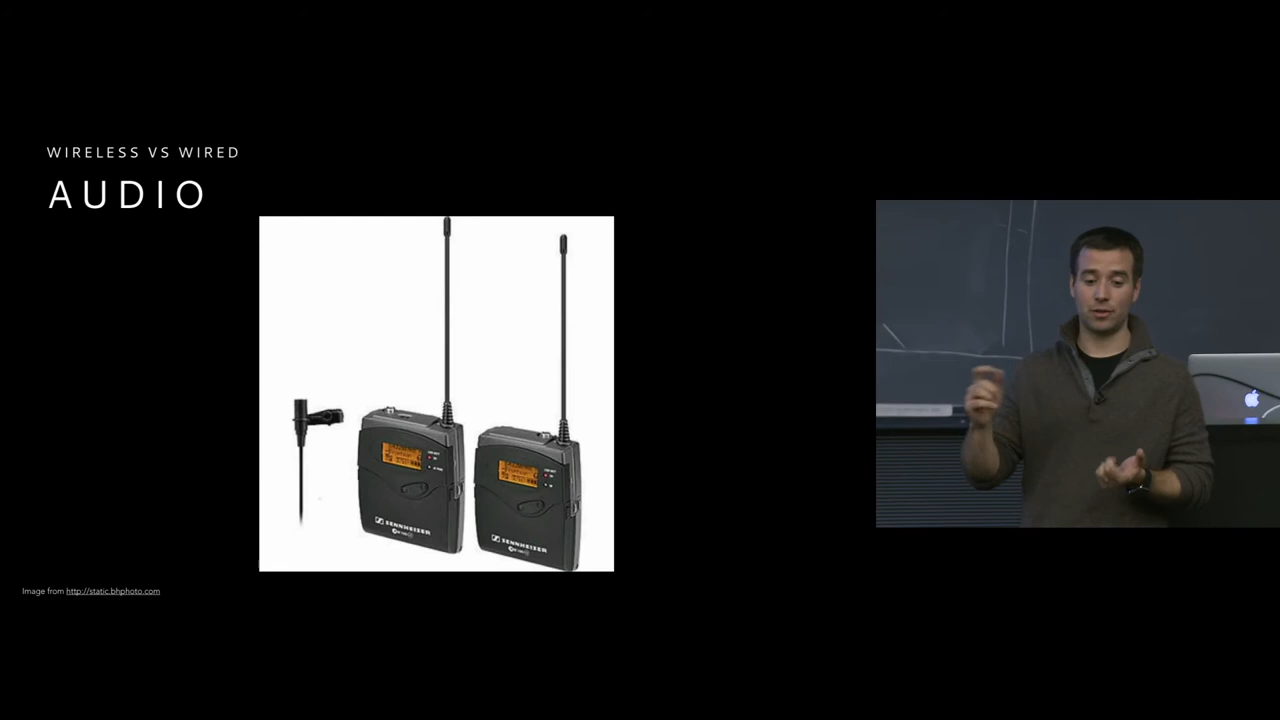 WIRELESS VS WIRED
AUDIO
SENNHEISER
SENNHEISER
Image from http://static.bhphoto.com